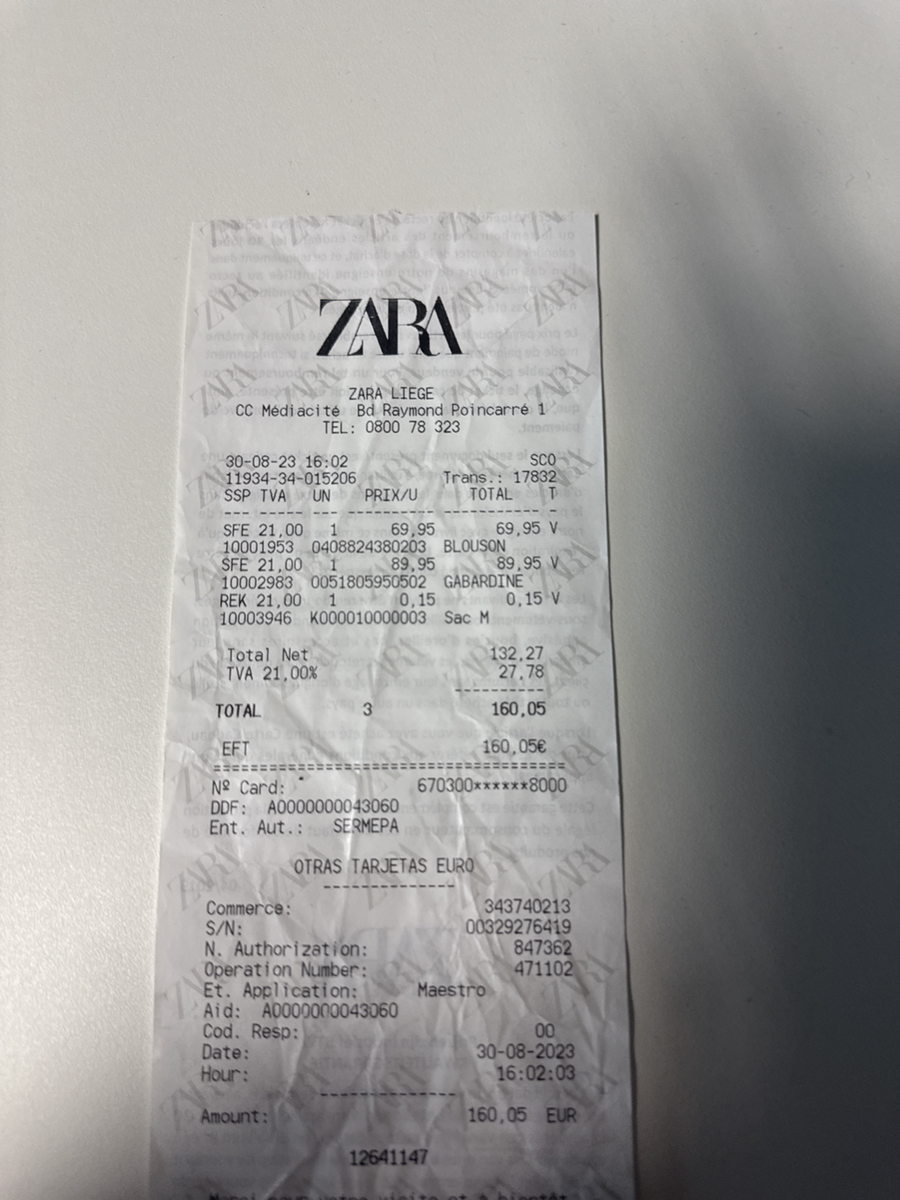 ZARA
ZARA LIEGE
CC Médiacité Bd Raymond Poincarré 1
TEL: 0800 78 323
30-08-23 16:02 SCO
11934-34-015206 Trans.: 17832
SSP TVA UN PRIX/U TOTAL T
--- ----- --- ---------- ----------- -
SFE 21,00 1 69,95 69,95 V
10001953 0408824380203 BLOUSON
SFE 21,00 1 89,95 89,95 V
10002983 0051805950502 GABARDINE
REK 21,00 1 0,15 0,15 V
10003946 K000010000003 Sac M
Total Net 132,27
TVA 21,00% 27,78
----------
TOTAL 3 160,05
EFT 160,05€
========================================
Nº Card: 670300******8000
DDF: A0000000043060
Ent. Aut.: SERMEPA
OTRAS TARJETAS EURO
--------------
Commerce: 343740213
S/N: 00329276419
N. Authorization: 847362
Operation Number: 471102
Et. Application: Maestro
Aid: A0000000043060
Cod. Resp: 00
Date: 30-08-2023
Hour: 16:02:03
--------------
Amount: 160,05 EUR
12641147
Merci pour votre visite et à bientôt